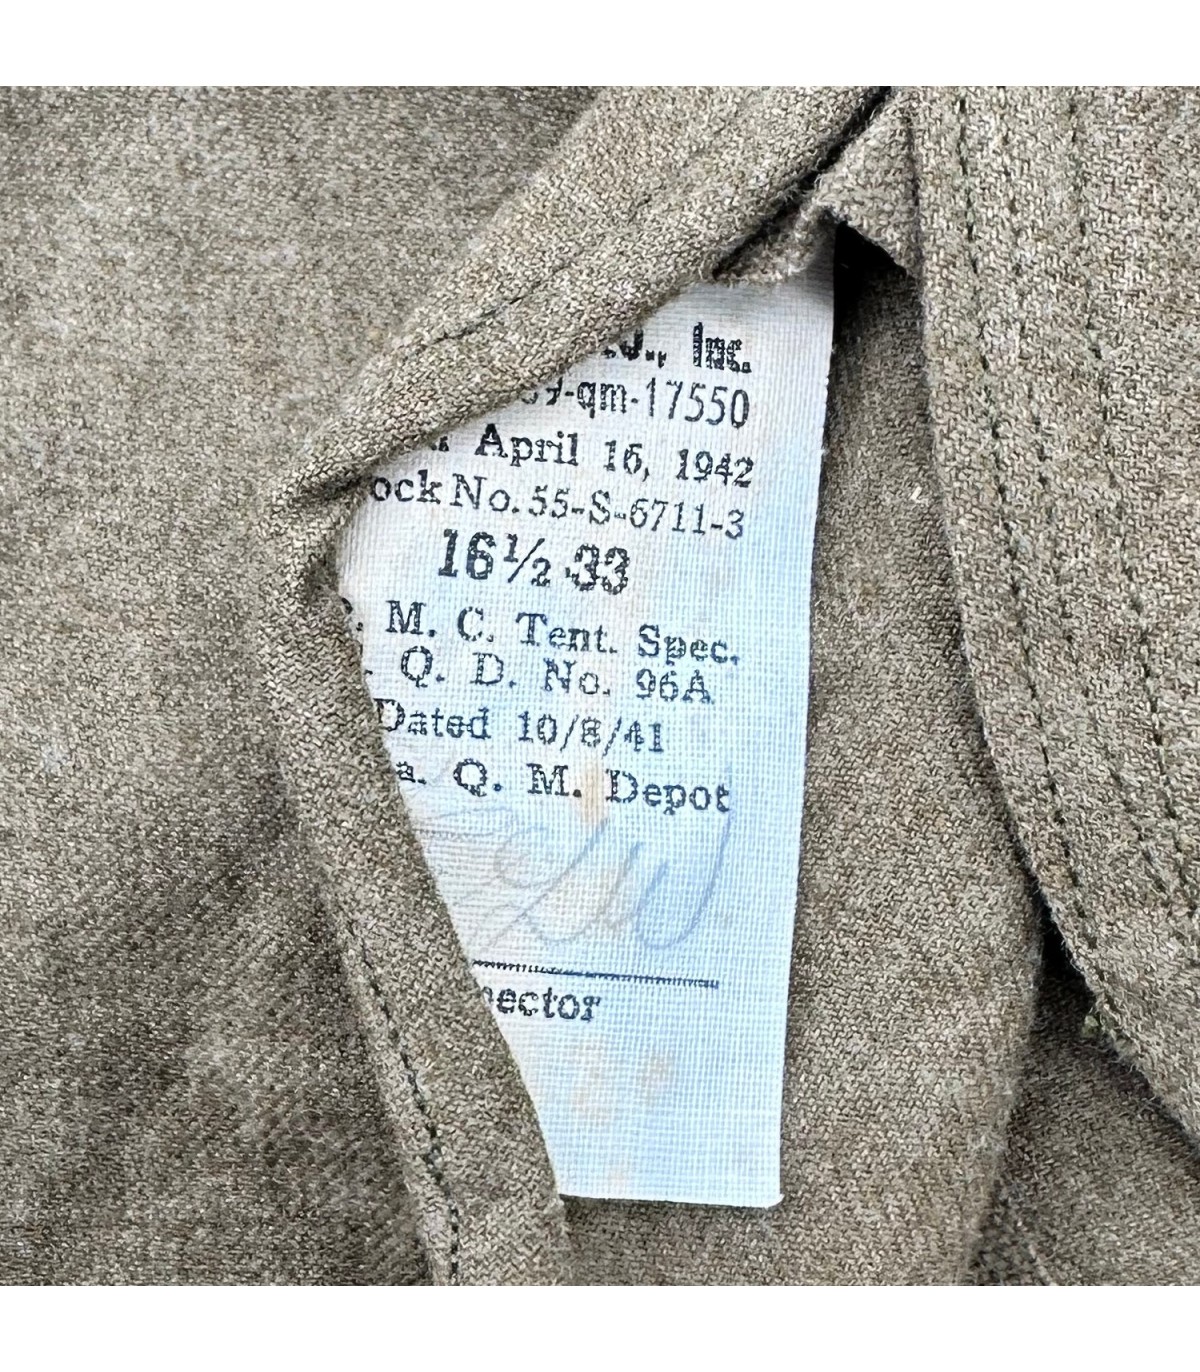 Inc.
-qm-17550
April 16, 1942
ock No. 55-S-6711-3
16½ 33
M. C. Tent. Spec.
Q. D. No. 96A
Dated 10/8/41
a. Q. M. Depot
ector